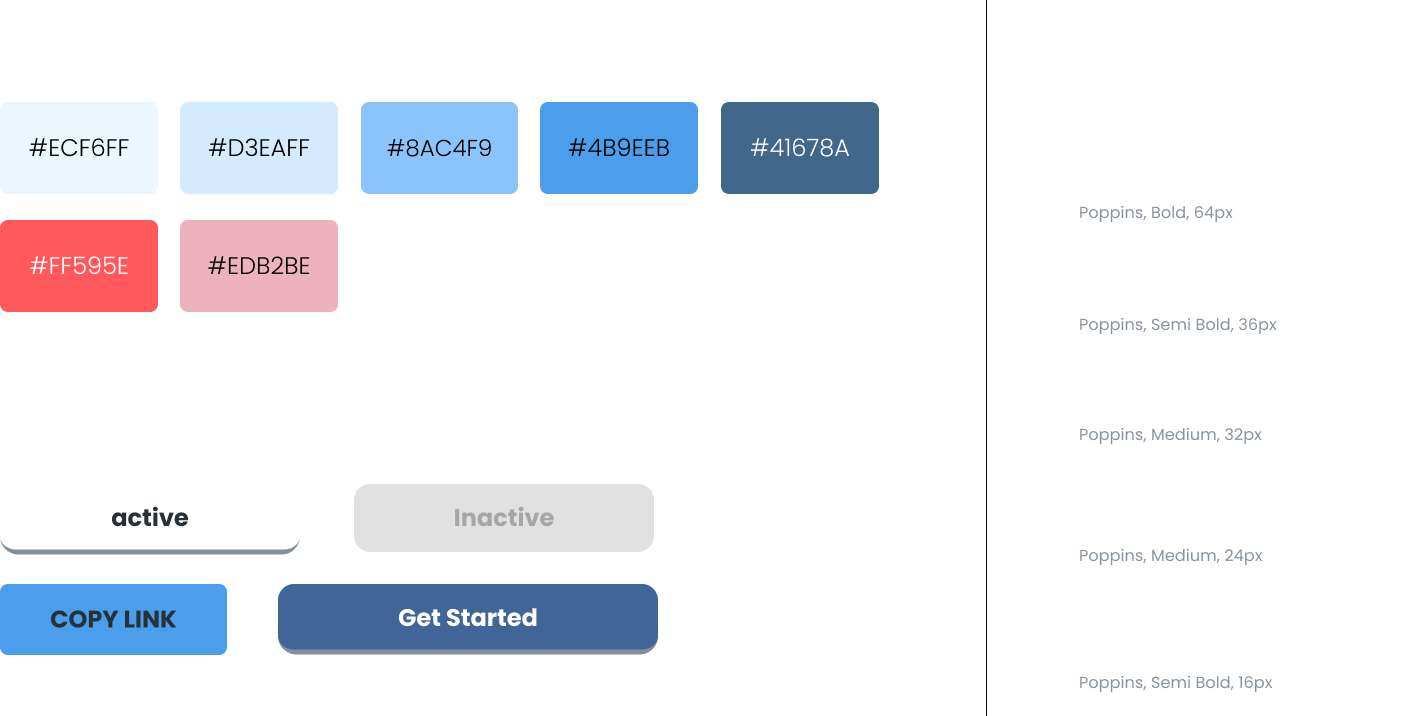 #ECF6FF
#D3EAFF
#8AC4F9
#4B9EEB
#41678A
#FF595E
#EDB2BE
active
Inactive
COPY LINK
Get Started
Poppins, Bold, 64px
Poppins, Semi Bold, 36px
Poppins, Medium, 32px
Poppins, Medium, 24px
Poppins, Semi Bold, 16px